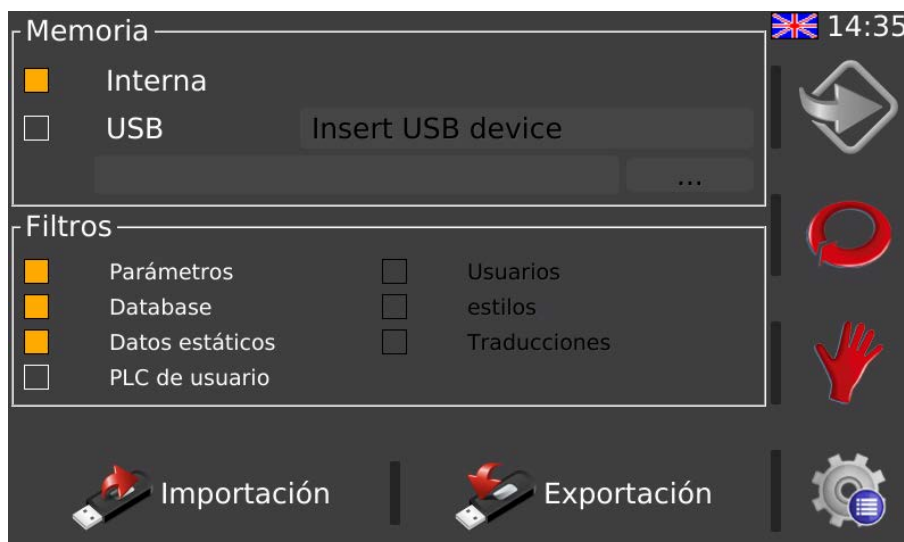 Memoria
14:35
Interna
USB
Insert USB device
...
Filtros
Parámetros
Usuarios
Database
estilos
Datos estáticos
Traducciones
PLC de usuario
Importación
Exportación